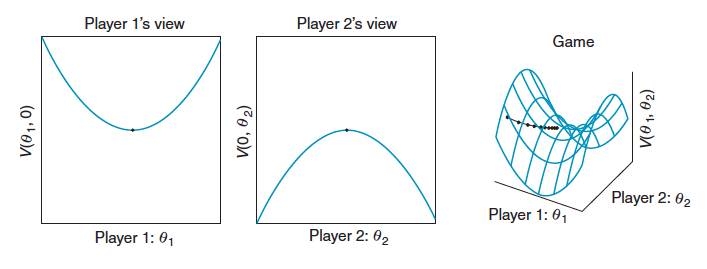 Player 1's view
V(θ1, 0)
Player 1: θ1
Player 2's view
V(0, θ2)
Player 2: θ2
Game
V(θ1, θ2)
Player 1: θ1
Player 2: θ2